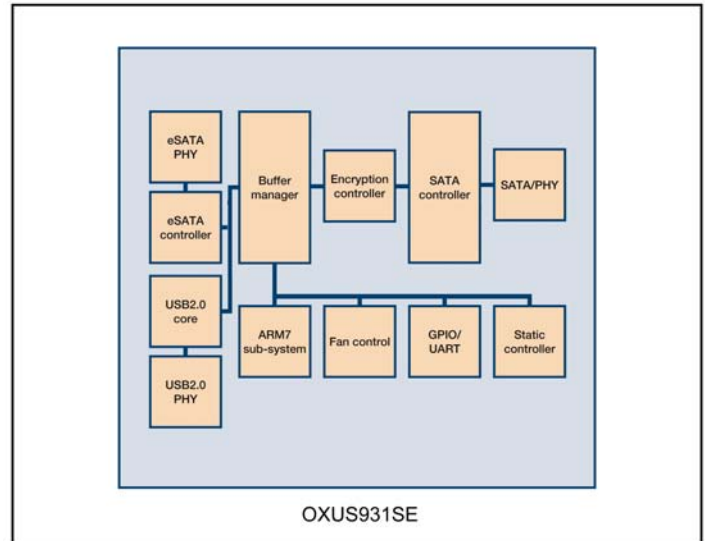 eSATA
PHY
eSATA
controller
USB2.0
core
USB2.0
PHY
Buffer
manager
Encryption
controller
SATA
controller
SATA/PHY
ARM7
sub-system
Fan control
GPIO/
UART
Static
controller
OXUS931SE